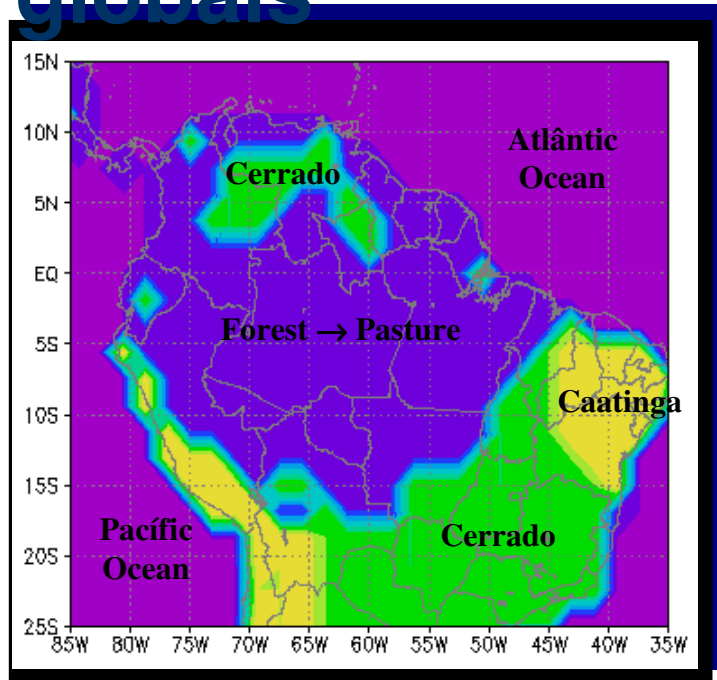 globais
15N
10N
5N
EQ
5S
10S
15S
20S
25S
Cerrado
Atlântic
Ocean
Forest → Pasture
Caatinga
Pacífic
Ocean
Cerrado
85W 80W 75W 70W 65W 60W 55W 50W 45W 40W 35W